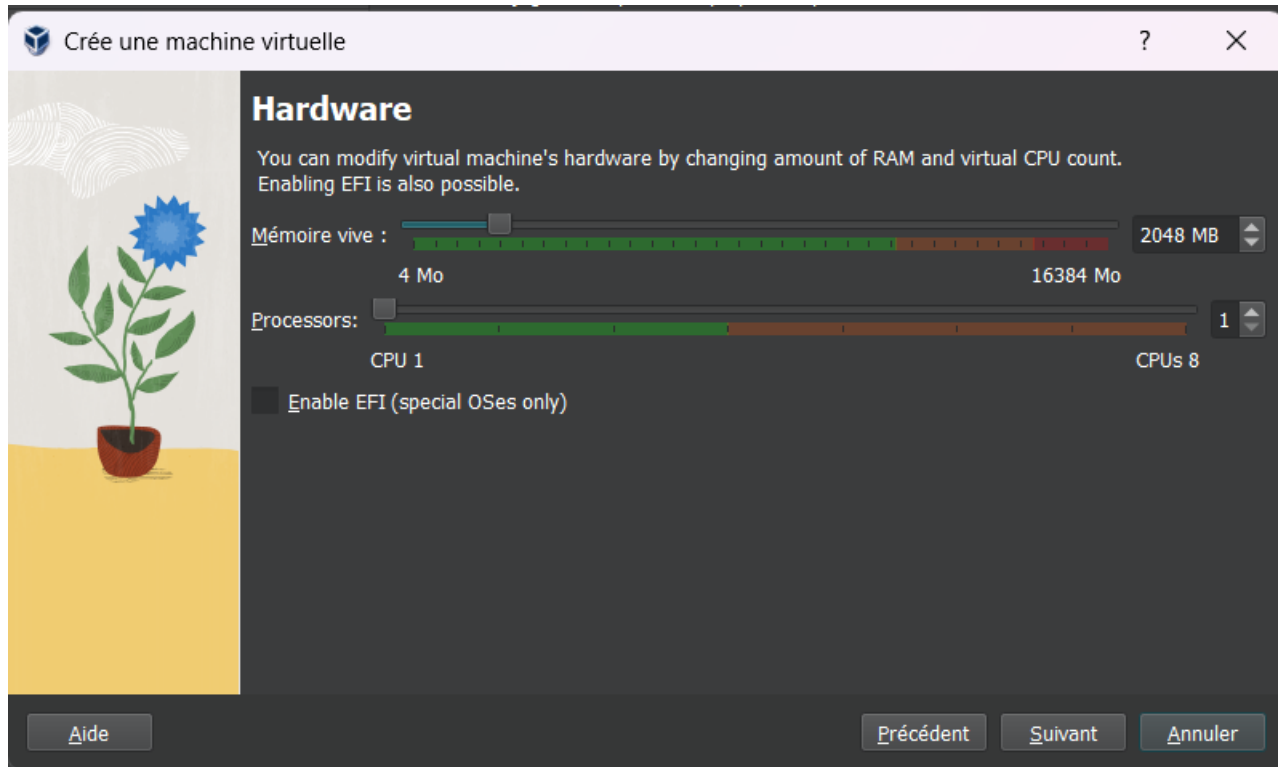 Crée une machine virtuelle
?
Hardware
You can modify virtual machine's hardware by changing amount of RAM and virtual CPU count.
Enabling EFI is also possible.
Mémoire vive : 2048 MB
4 Mo 16384 Mo
Processors: 1
CPU 1 CPUs 8
Enable EFI (special OSes only)
Aide Précédent Suivant Annuler